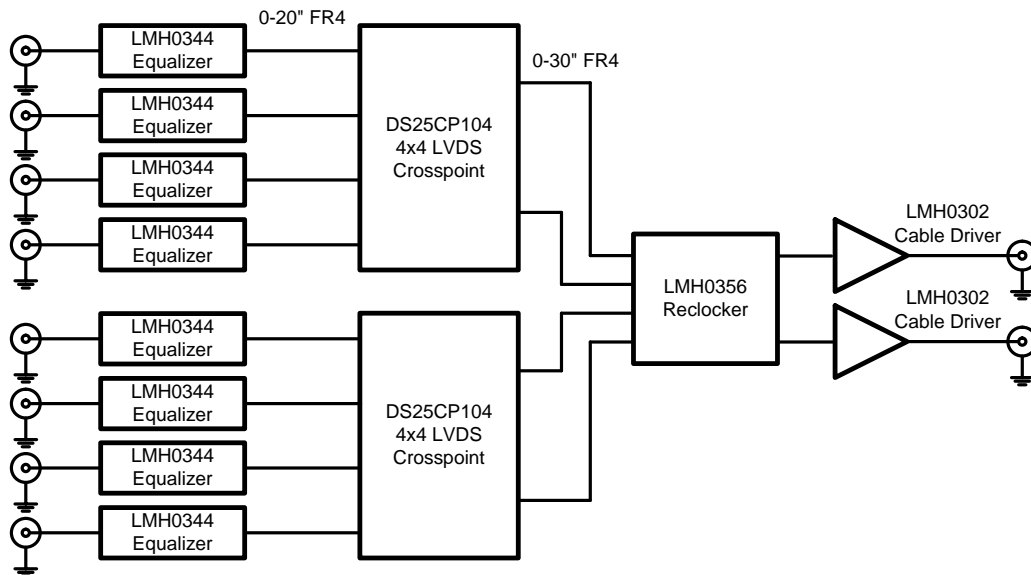 0-20" FR4
LMH0344
Equalizer
LMH0344
Equalizer
LMH0344
Equalizer
LMH0344
Equalizer
DS25CP104
4x4 LVDS
Crosspoint
0-30" FR4
LMH0344
Equalizer
LMH0344
Equalizer
LMH0344
Equalizer
LMH0344
Equalizer
DS25CP104
4x4 LVDS
Crosspoint
LMH0356
Reclocker
LMH0302
Cable Driver
LMH0302
Cable Driver